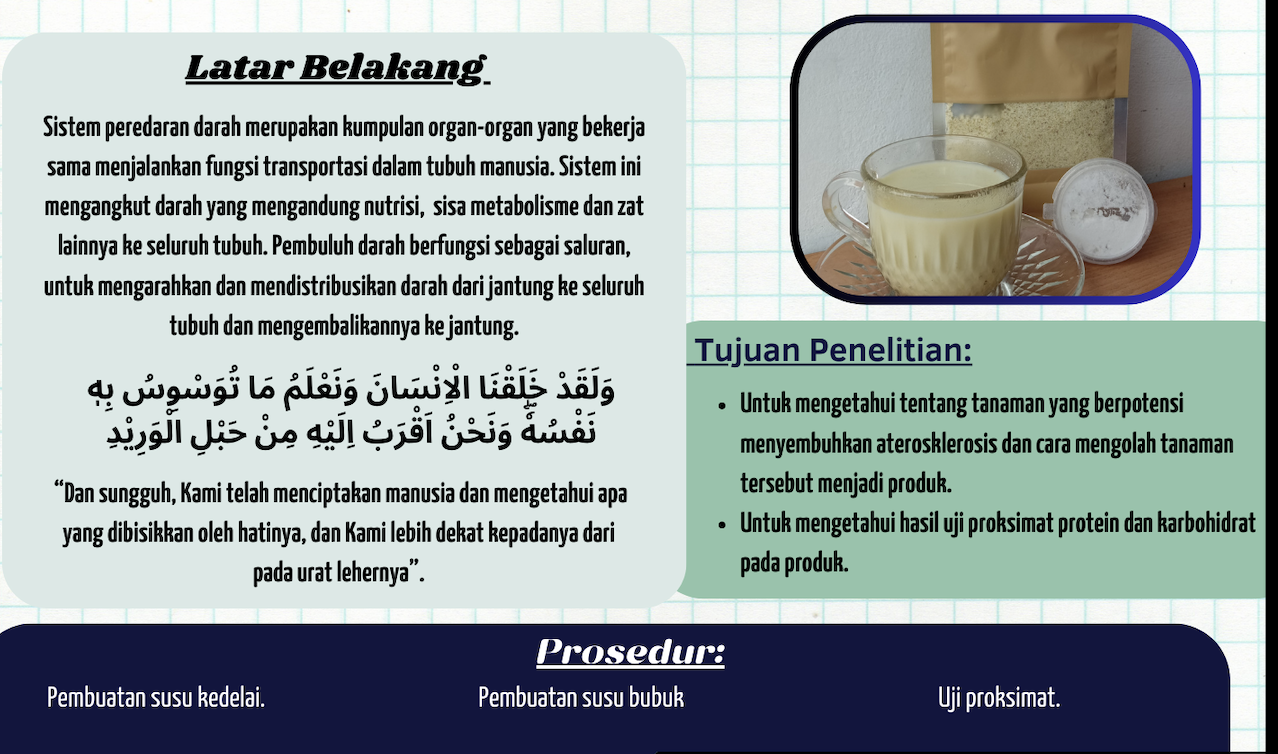 Latar Belakang
Sistem peredaran darah merupakan kumpulan organ-organ yang bekerja
sama menjalankan fungsi transportasi dalam tubuh manusia. Sistem ini
mengangkut darah yang mengandung nutrisi, sisa metabolisme dan zat
lainnya ke seluruh tubuh. Pembuluh darah berfungsi sebagai saluran,
untuk mengarahkan dan mendistribusikan darah dari jantung ke seluruh
tubuh dan mengembalikannya ke jantung.
وَلَقَدْ خَلَقْنَا الْاِنْسَانَ وَنَعْلَمُ مَا تُوَسْوِسُ بِهٖ
نَفْسُهٗۖ وَنَحْنُ اَقْرَبُ اِلَيْهِ مِنْ حَبْلِ الْوَرِيْدِ
“Dan sungguh, Kami telah menciptakan manusia dan mengetahui apa
yang dibisikkan oleh hatinya, dan Kami lebih dekat kepadanya dari
pada urat lehernya”.
Tujuan Penelitian:
• Untuk mengetahui tentang tanaman yang berpotensi
menyembuhkan aterosklerosis dan cara mengolah tanaman
tersebut menjadi produk.
• Untuk mengetahui hasil uji proksimat protein dan karbohidrat
pada produk.
Prosedur:
Pembuatan susu kedelai.
Pembuatan susu bubuk
Uji proksimat.